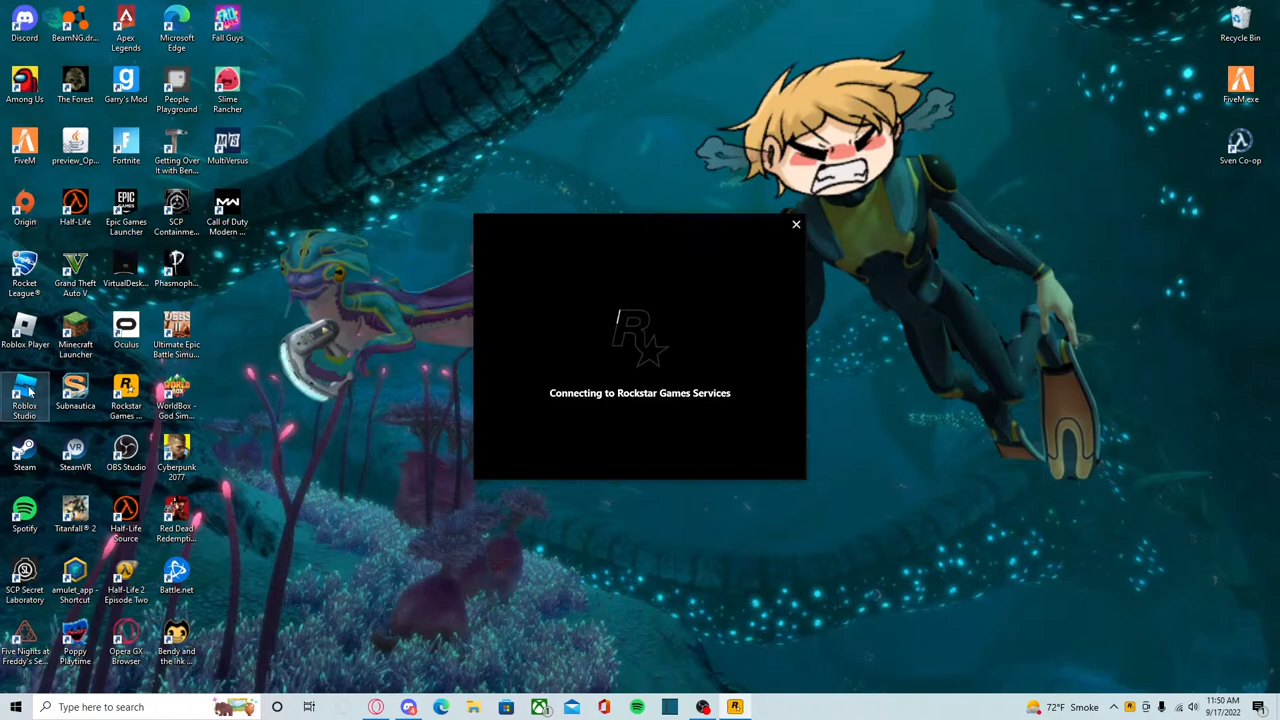 Discord
BeamNG.dr...
Apex
Legends
Microsoft
Edge
Fall Guys
Recycle Bin
Among Us
The Forest
Garry's Mod
People
Playground
Slime
Rancher
FiveM.exe
FiveM
preview_Op...
Fortnite
Getting Over
It with Ben...
MultiVersus
Sven Co-op
Origin
Half-Life
Epic Games
Launcher
SCP
Containme...
Call of Duty
Modern ...
Rocket
League®
Grand Theft
Auto V
VirtualDesk...
Phasmoph...
Roblox Player
Minecraft
Launcher
Oculus
Ultimate Epic
Battle Simu...
Roblox
Studio
Subnautica
Rockstar
Games ...
WorldBox -
God Sim...
Connecting to Rockstar Games Services
Steam
SteamVR
OBS Studio
Cyberpunk
2077
Spotify
Titanfall® 2
Half-Life
Source
Red Dead
Redempti...
SCP Secret
Laboratory
amulet_app -
Shortcut
Half-Life 2
Episode Two
Battle.net
Five Nights at
Freddy's Se...
Poppy
Playtime
Opera GX
Browser
Bendy and
the Ink ...
Type here to search
72°F Smoke
11:50 AM
9/17/2022